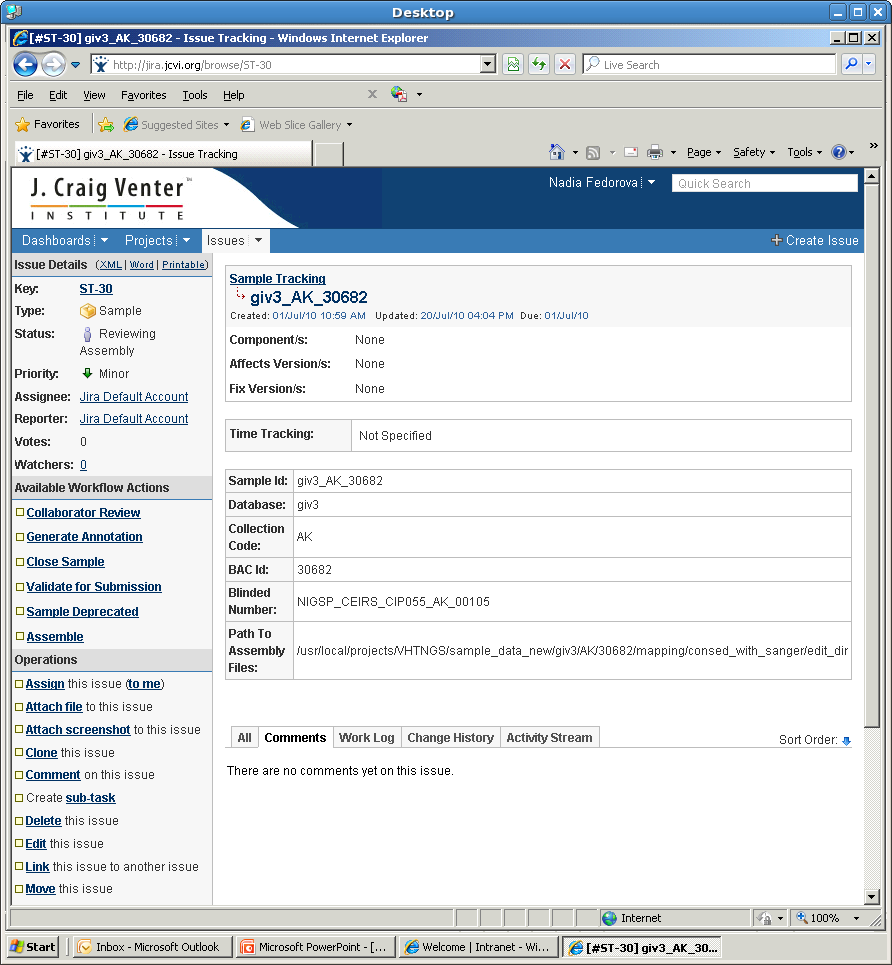 Desktop
[#ST-30] giv3_AK_30682 - Issue Tracking - Windows Internet Explorer
http://jira.jcvi.org/browse/ST-30
Live Search
File Edit View Favorites Tools Help
Favorites Suggested Sites Web Slice Gallery
[#ST-30] giv3_AK_30682 - Issue Tracking
Page Safety Tools
J. Craig Venter™
INSTITUTE
Nadia Fedorova Quick Search
Dashboards Projects Issues + Create Issue
Issue Details (XML | Word | Printable)
Key: ST-30
Type: Sample
Status: Reviewing
Assembly
Priority: Minor
Assignee: Jira Default Account
Reporter: Jira Default Account
Votes: 0
Watchers: 0
Available Workflow Actions
Collaborator Review
Generate Annotation
Close Sample
Validate for Submission
Sample Deprecated
Assemble
Operations
Assign this issue (to me)
Attach file to this issue
Attach screenshot to this issue
Clone this issue
Comment on this issue
Create sub-task
Delete this issue
Edit this issue
Link this issue to another issue
Move this issue
Sample Tracking
giv3_AK_30682
Created: 01/Jul/10 10:59 AM Updated: 20/Jul/10 04:04 PM Due: 01/Jul/10
Component/s: None
Affects Version/s: None
Fix Version/s: None
Time Tracking: Not Specified
Sample Id: giv3_AK_30682
Database: giv3
Collection
Code: AK
BAC Id: 30682
Blinded
Number: NIGSP_CEIRS_CIP055_AK_00105
Path To
Assembly /usr/local/projects/VHTNGS/sample_data_new/giv3/AK/30682/mapping/consed_with_sanger/edit_dir
Files:
All Comments Work Log Change History Activity Stream
Sort Order:
There are no comments yet on this issue.
Internet 100%
Start Inbox - Microsoft Outlook Microsoft PowerPoint - [... Welcome | Intranet - Wi... [#ST-30] giv3_AK_30...